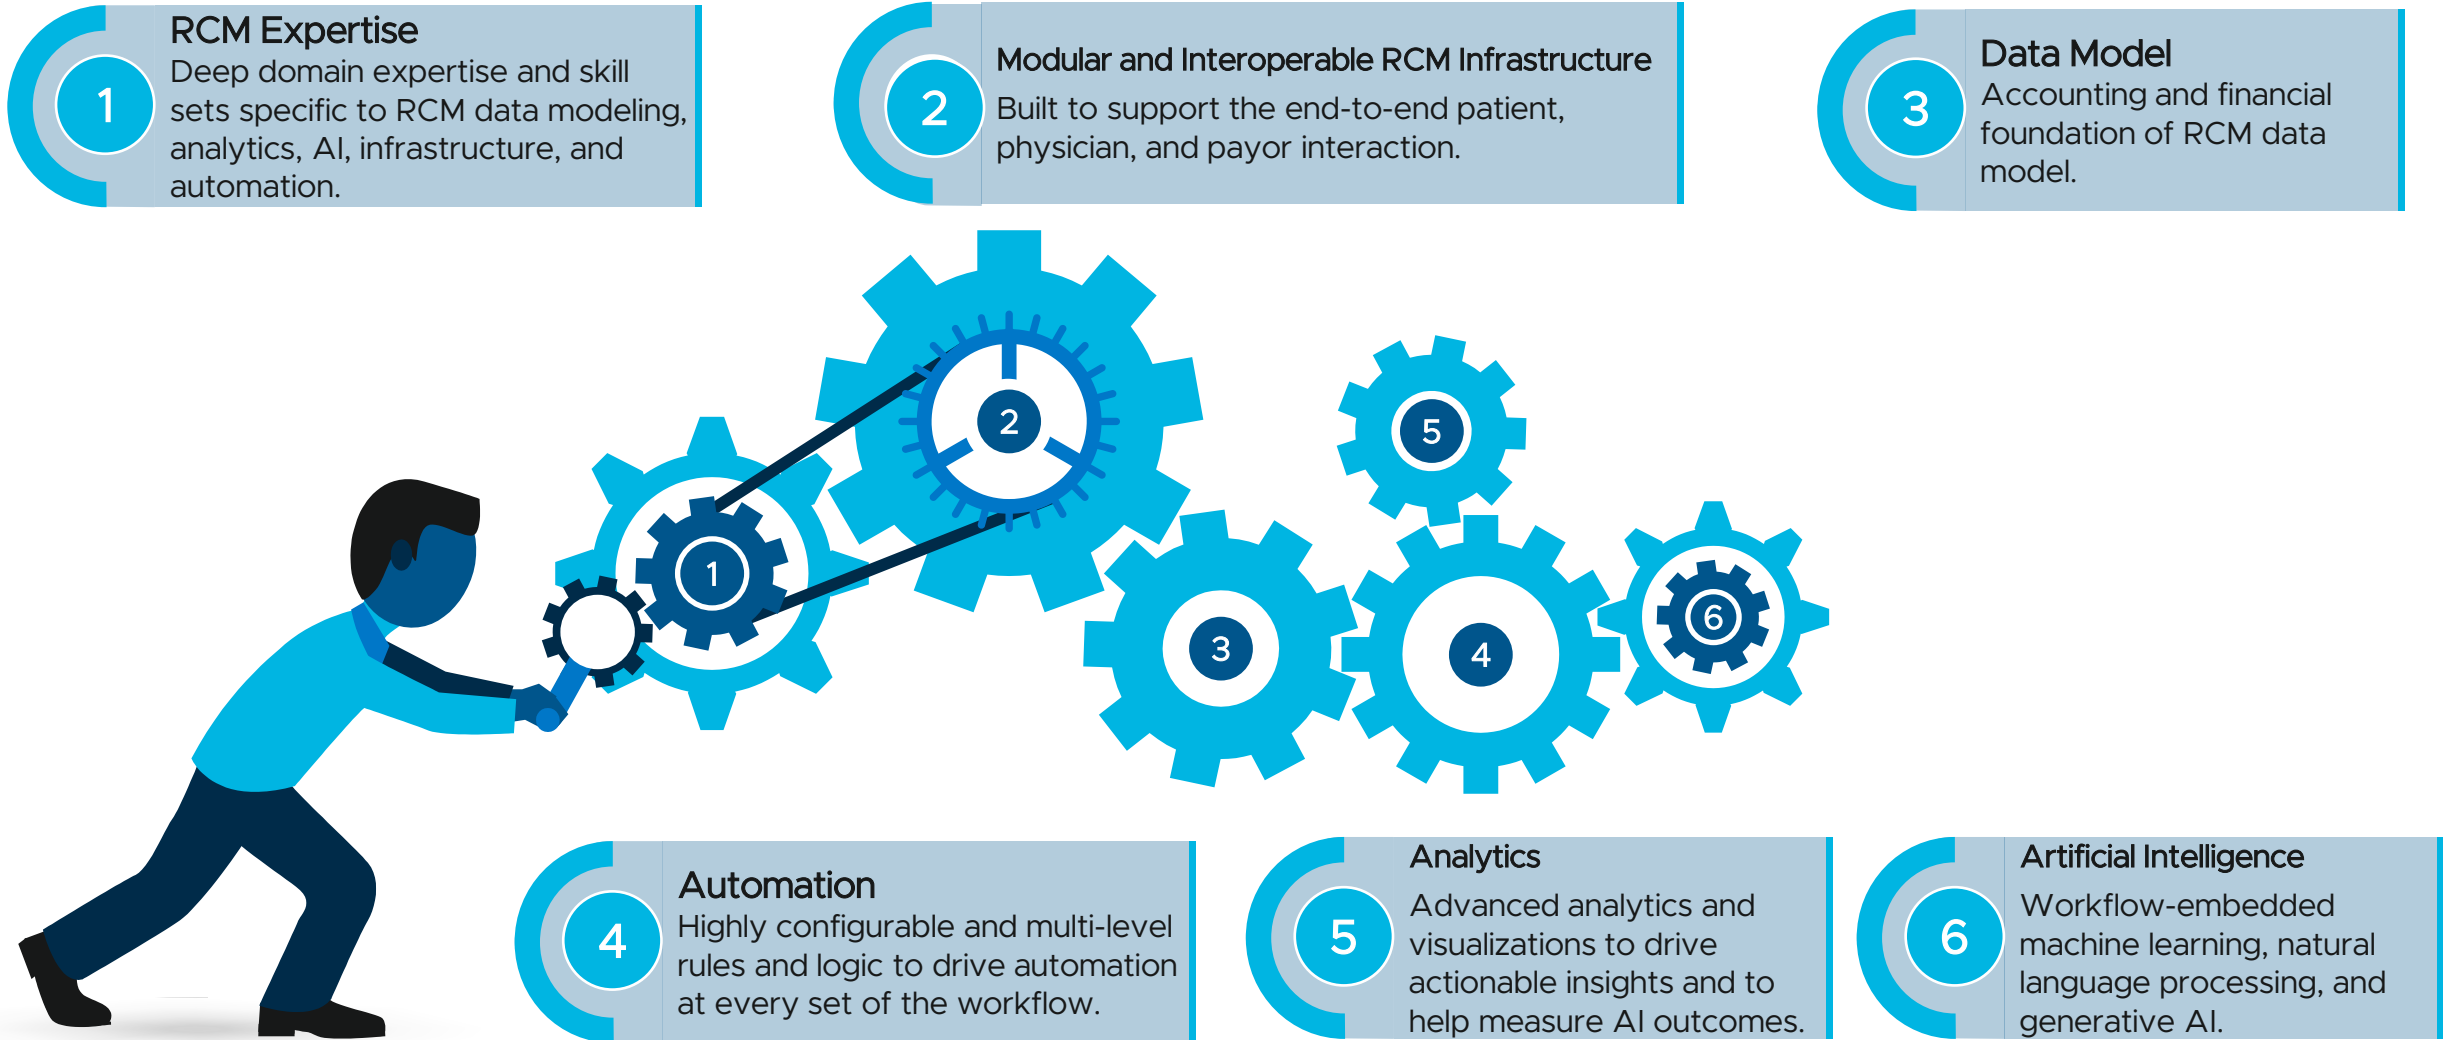 1
RCM Expertise
Deep domain expertise and skill
sets specific to RCM data modeling,
analytics, AI, infrastructure, and
automation.
2
Modular and Interoperable RCM Infrastructure
Built to support the end-to-end patient,
physician, and payor interaction.
3
Data Model
Accounting and financial
foundation of RCM data
model.
2
5
1
6
3
4
4
Automation
Highly configurable and multi-level
rules and logic to drive automation
at every set of the workflow.
5
Analytics
Advanced analytics and
visualizations to drive
actionable insights and to
help measure AI outcomes.
6
Artificial Intelligence
Workflow-embedded
machine learning, natural
language processing, and
generative AI.